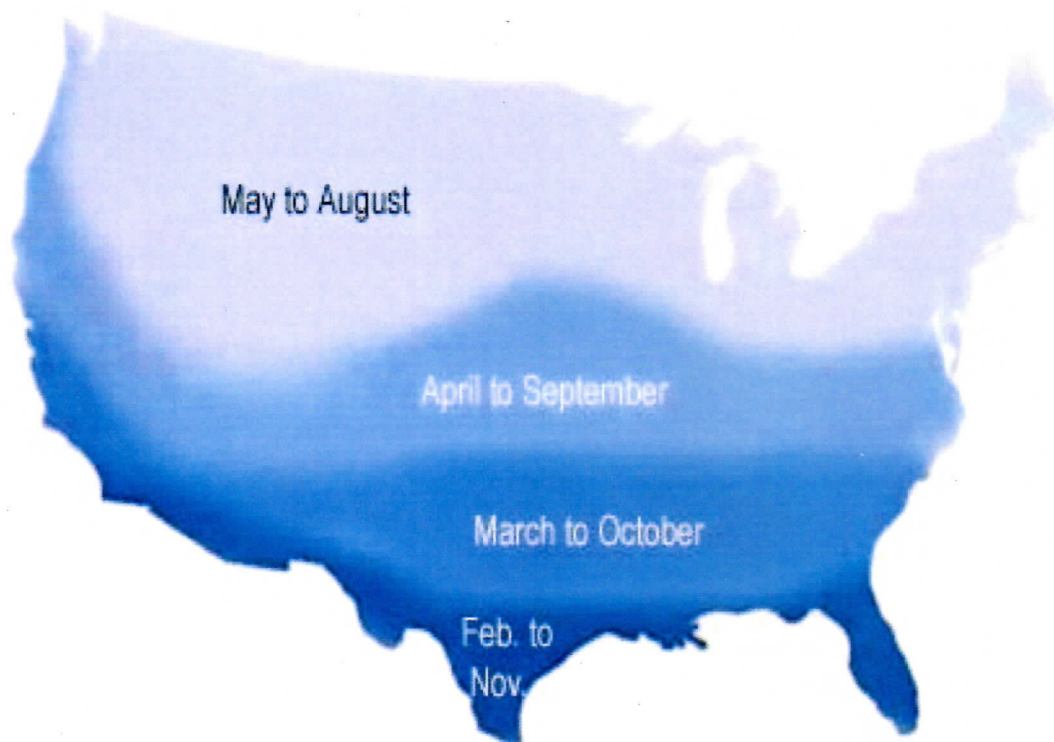 May to August
April to September
March to October
Feb. to
Nov.